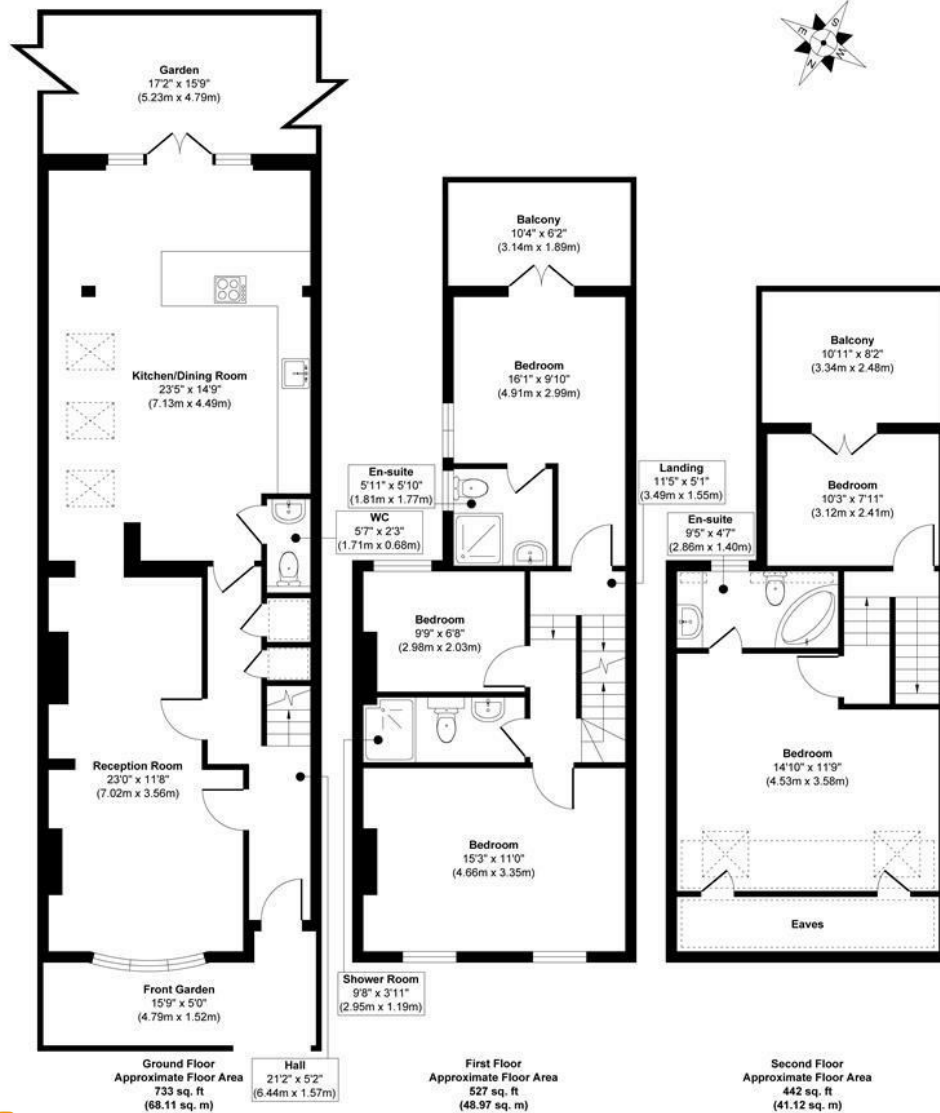 S
E
W
N
Garden
17'2" x 15'9"
(5.23m x 4.79m)
Kitchen/Dining Room
23'5" x 14'9"
(7.13m x 4.49m)
WC
5'7" x 2'3"
(1.71m x 0.68m)
Reception Room
23'0" x 11'8"
(7.02m x 3.56m)
Front Garden
15'9" x 5'0"
(4.79m x 1.52m)
Hall
21'2" x 5'2"
(6.44m x 1.57m)
Ground Floor
Approximate Floor Area
733 sq. ft
(68.11 sq. m)
Balcony
10'4" x 6'2"
(3.14m x 1.89m)
Bedroom
16'1" x 9'10"
(4.91m x 2.99m)
En-suite
5'11" x 5'10"
(1.81m x 1.77m)
Landing
11'5" x 5'1"
(3.49m x 1.55m)
Bedroom
9'9" x 6'8"
(2.98m x 2.03m)
Bedroom
15'3" x 11'0"
(4.66m x 3.35m)
Shower Room
9'8" x 3'11"
(2.95m x 1.19m)
First Floor
Approximate Floor Area
527 sq. ft
(48.97 sq. m)
Balcony
10'11" x 8'2"
(3.34m x 2.48m)
Bedroom
10'3" x 7'11"
(3.12m x 2.41m)
En-suite
9'5" x 4'7"
(2.86m x 1.40m)
Bedroom
14'10" x 11'9"
(4.53m x 3.58m)
Eaves
Second Floor
Approximate Floor Area
442 sq. ft
(41.12 sq. m)